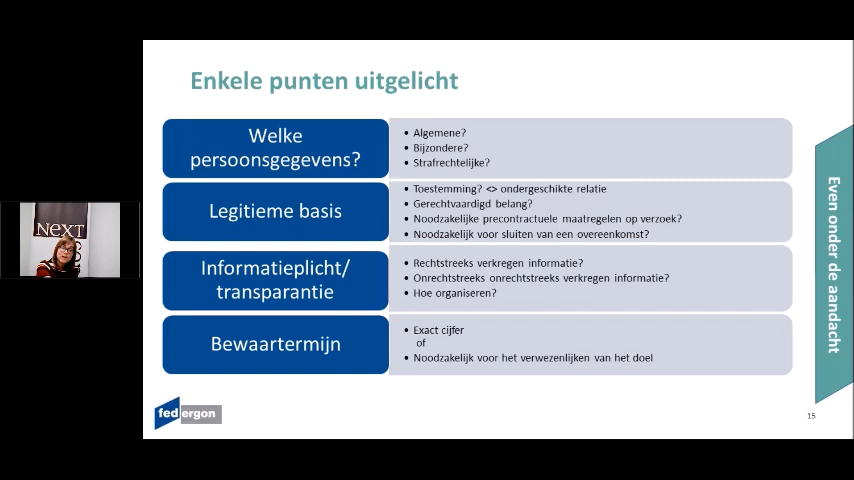 Enkele punten uitgelicht
Welke
persoonsgegevens?
• Algemene?
• Bijzondere?
• Strafrechtelijke?
Legitieme basis
• Toestemming? <> ondergeschikte relatie
• Gerechtvaardigd belang?
• Noodzakelijke precontractuele maatregelen op verzoek?
• Noodzakelijk voor sluiten van een overeenkomst?
Informatieplicht/
transparantie
• Rechtstreeks verkregen informatie?
• Onrechtstreeks onrechtstreeks verkregen informatie?
• Hoe organiseren?
Bewaartermijn
• Exact cijfer
of
• Noodzakelijk voor het verwezenlijken van het doel
Even onder de aandacht
federgon
15
NEXT